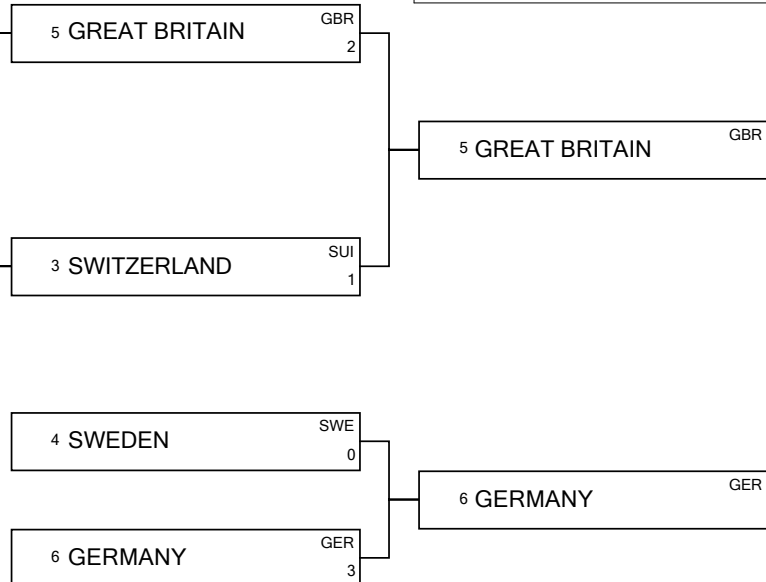 5 GREAT BRITAIN GBR
2
5 GREAT BRITAIN GBR
3 SWITZERLAND SUI
1
4 SWEDEN SWE
0
6 GERMANY GER
6 GERMANY GER
3